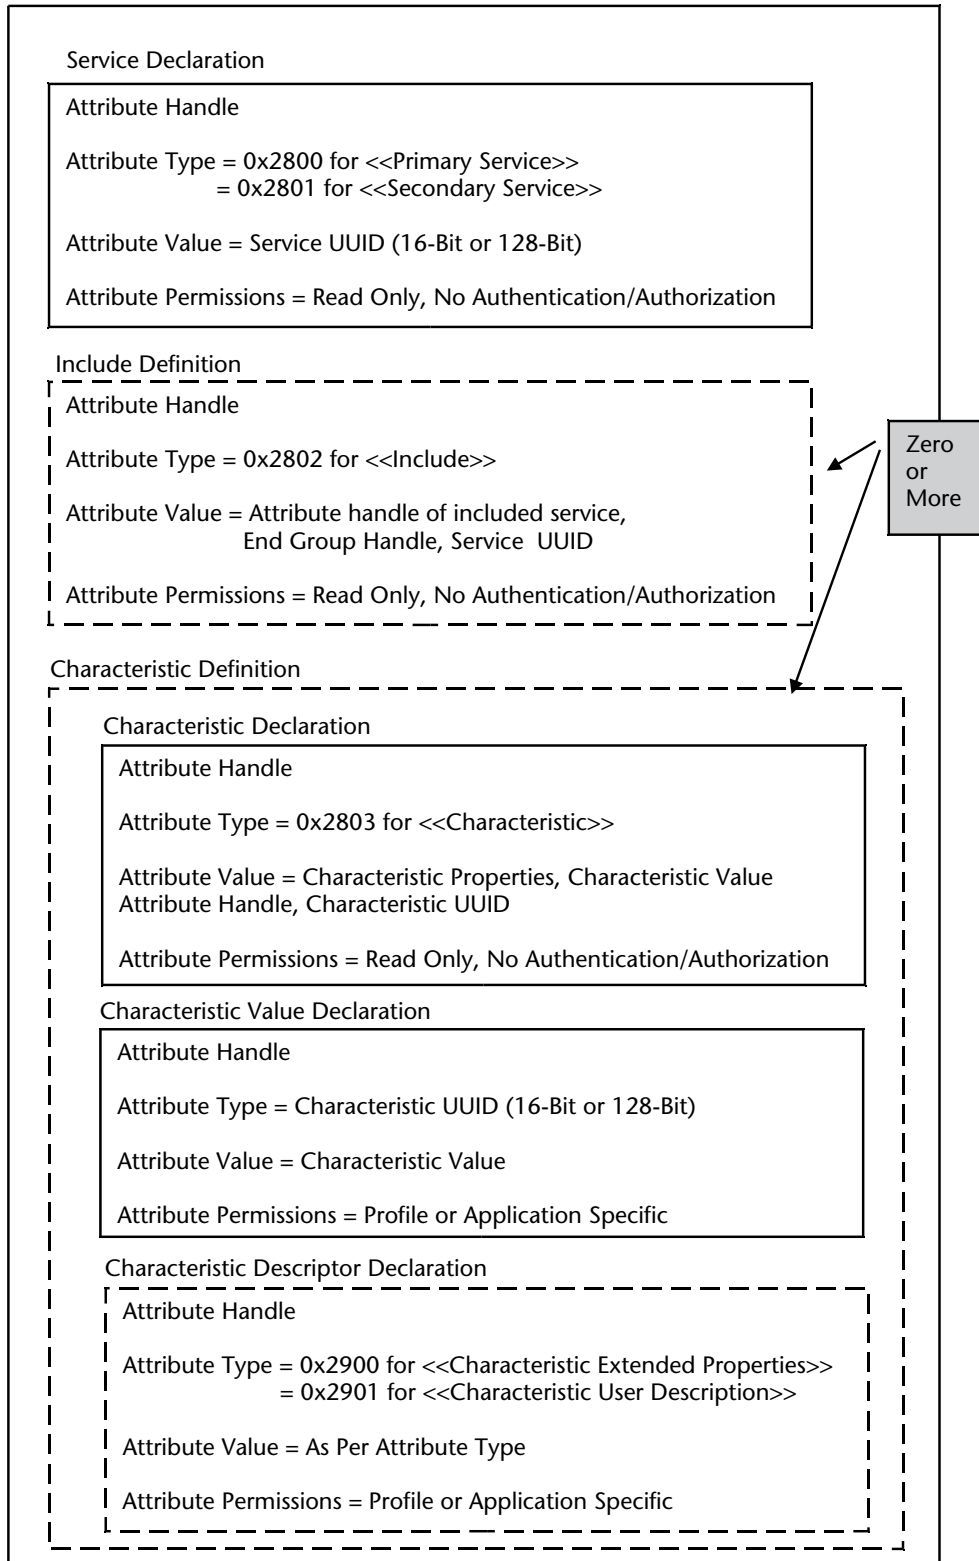 Service Declaration
Attribute Handle
Attribute Type = 0x2800 for <<Primary Service>>
= 0x2801 for <<Secondary Service>>
Attribute Value = Service UUID (16-Bit or 128-Bit)
Attribute Permissions = Read Only, No Authentication/Authorization
Include Definition
Attribute Handle
Attribute Type = 0x2802 for <<Include>>
Attribute Value = Attribute handle of included service,
End Group Handle, Service UUID
Attribute Permissions = Read Only, No Authentication/Authorization
Zero
or
More
Characteristic Definition
Characteristic Declaration
Attribute Handle
Attribute Type = 0x2803 for <<Characteristic>>
Attribute Value = Characteristic Properties, Characteristic Value
Attribute Handle, Characteristic UUID
Attribute Permissions = Read Only, No Authentication/Authorization
Characteristic Value Declaration
Attribute Handle
Attribute Type = Characteristic UUID (16-Bit or 128-Bit)
Attribute Value = Characteristic Value
Attribute Permissions = Profile or Application Specific
Characteristic Descriptor Declaration
Attribute Handle
Attribute Type = 0x2900 for <<Characteristic Extended Properties>>
= 0x2901 for <<Characteristic User Description>>
Attribute Value = As Per Attribute Type
Attribute Permissions = Profile or Application Specific